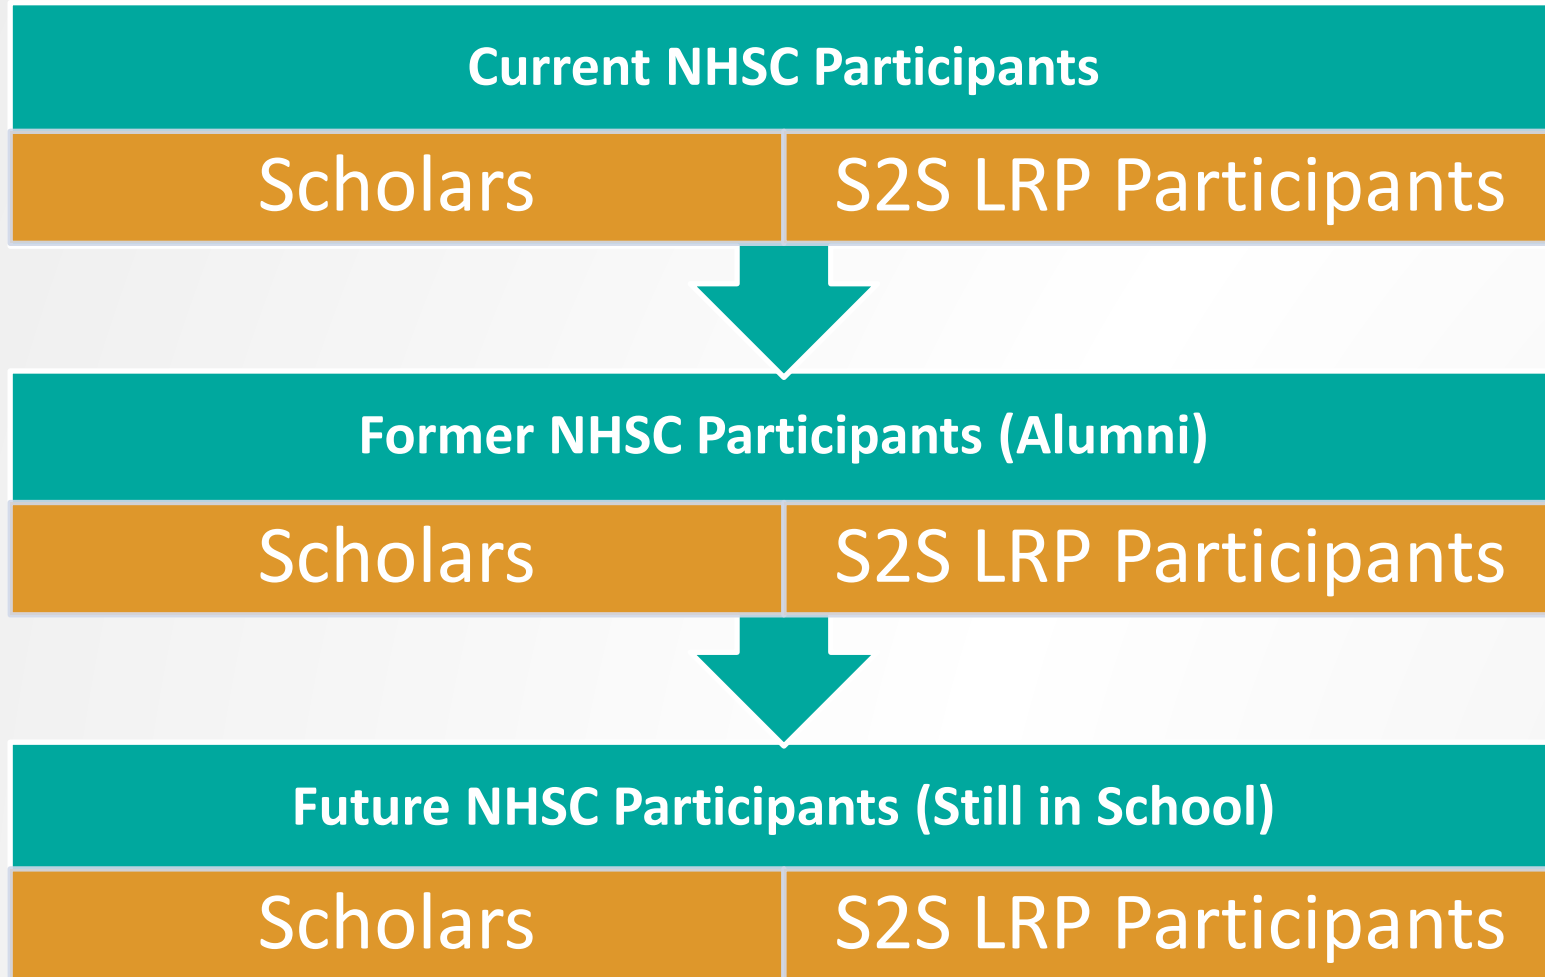 Current NHSC Participants
Scholars
S2S LRP Participants
Former NHSC Participants (Alumni)
Scholars
S2S LRP Participants
Future NHSC Participants (Still in School)
Scholars
S2S LRP Participants